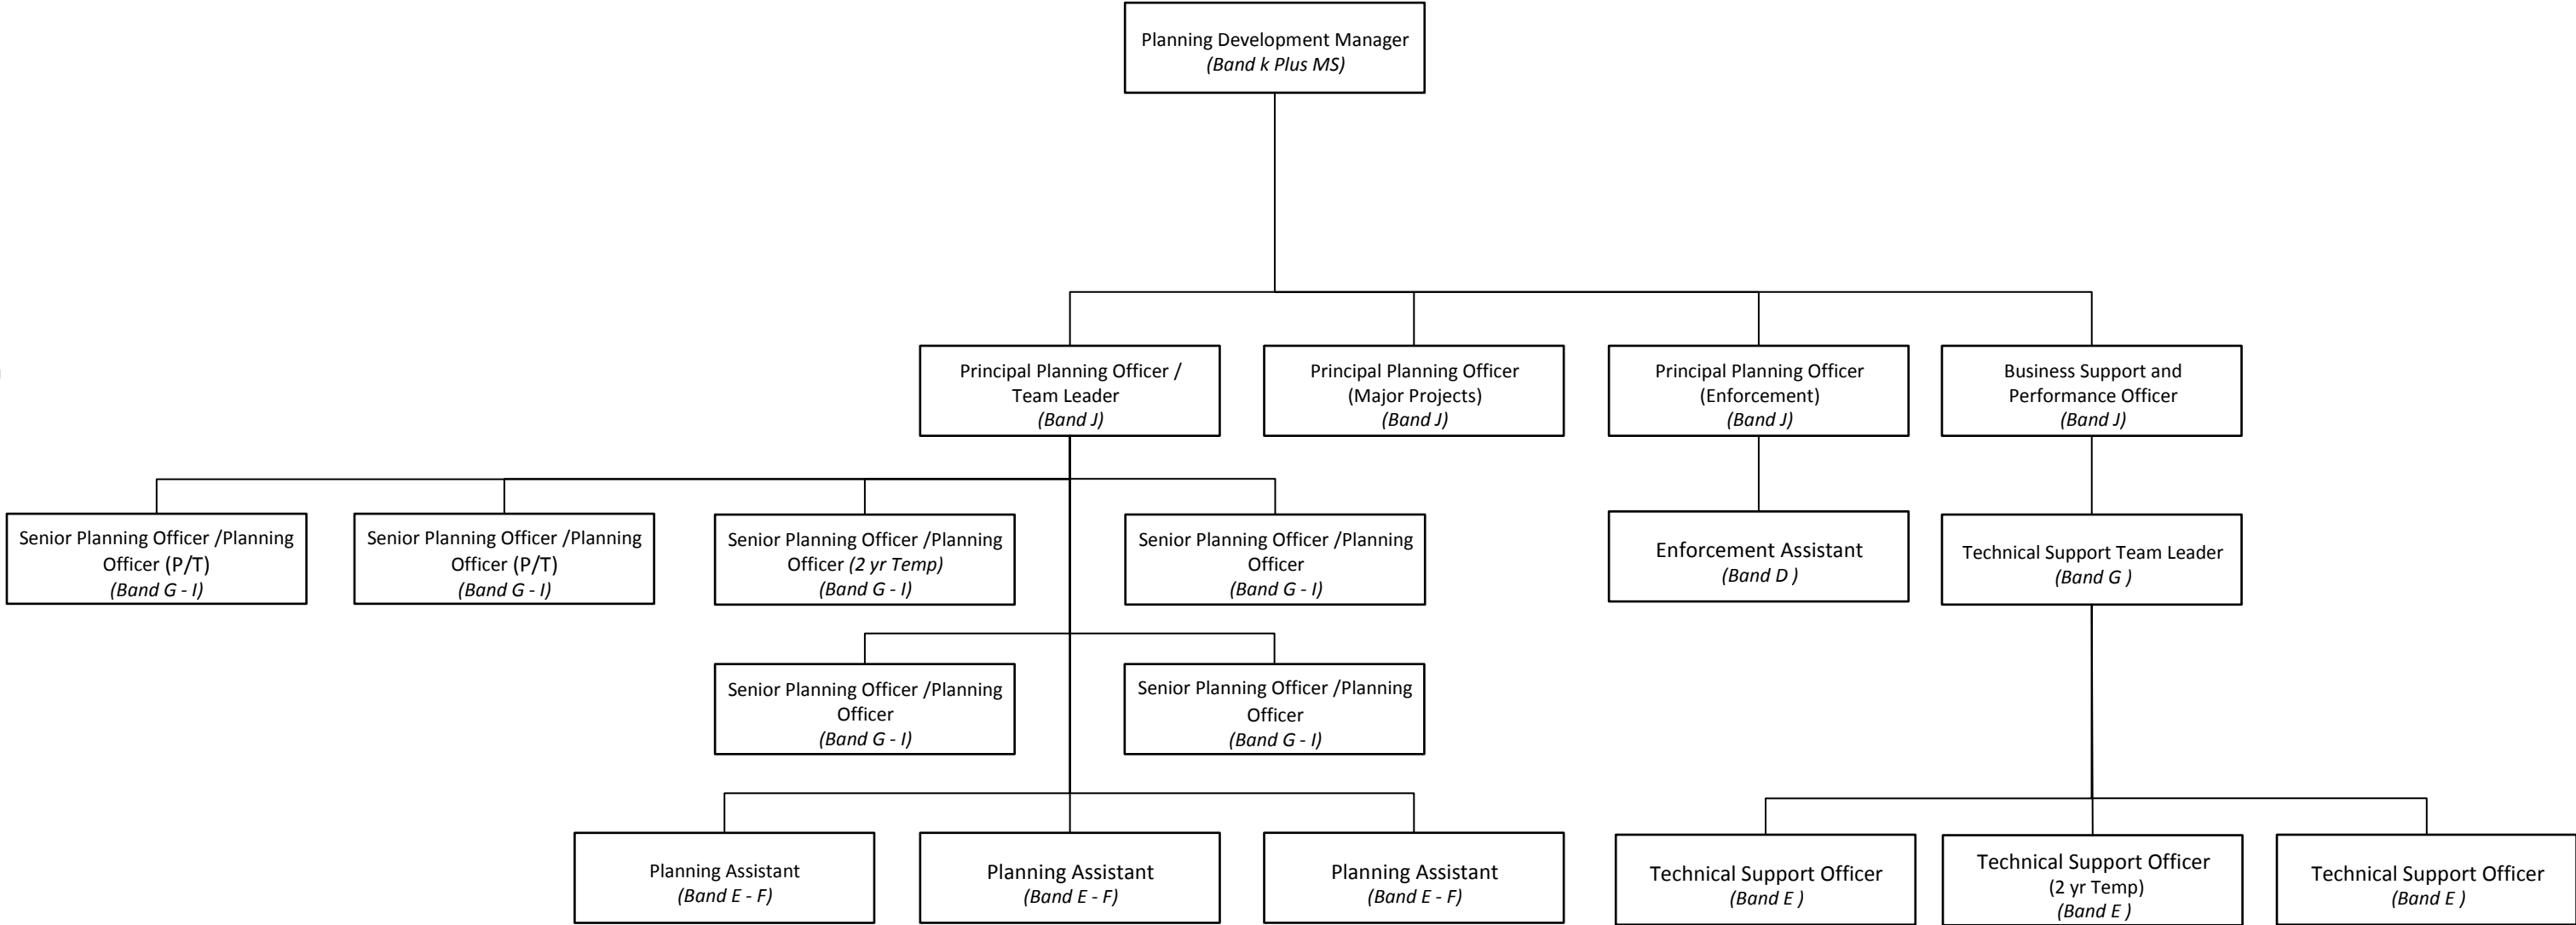 Planning Development Manager
(Band k Plus MS)
Principal Planning Officer /
Team Leader
(Band J)
Principal Planning Officer
(Major Projects)
(Band J)
Principal Planning Officer
(Enforcement)
(Band J)
Business Support and
Performance Officer
(Band J)
Senior Planning Officer /Planning
Officer (P/T)
(Band G - I)
Senior Planning Officer /Planning
Officer (P/T)
(Band G - I)
Senior Planning Officer /Planning
Officer (2 yr Temp)
(Band G - I)
Senior Planning Officer /Planning
Officer
(Band G - I)
Enforcement Assistant
(Band D )
Technical Support Team Leader
(Band G )
Senior Planning Officer /Planning
Officer
(Band G - I)
Senior Planning Officer /Planning
Officer
(Band G - I)
Planning Assistant
(Band E - F)
Planning Assistant
(Band E - F)
Planning Assistant
(Band E - F)
Technical Support Officer
(Band E )
Technical Support Officer
(2 yr Temp)
(Band E )
Technical Support Officer
(Band E )